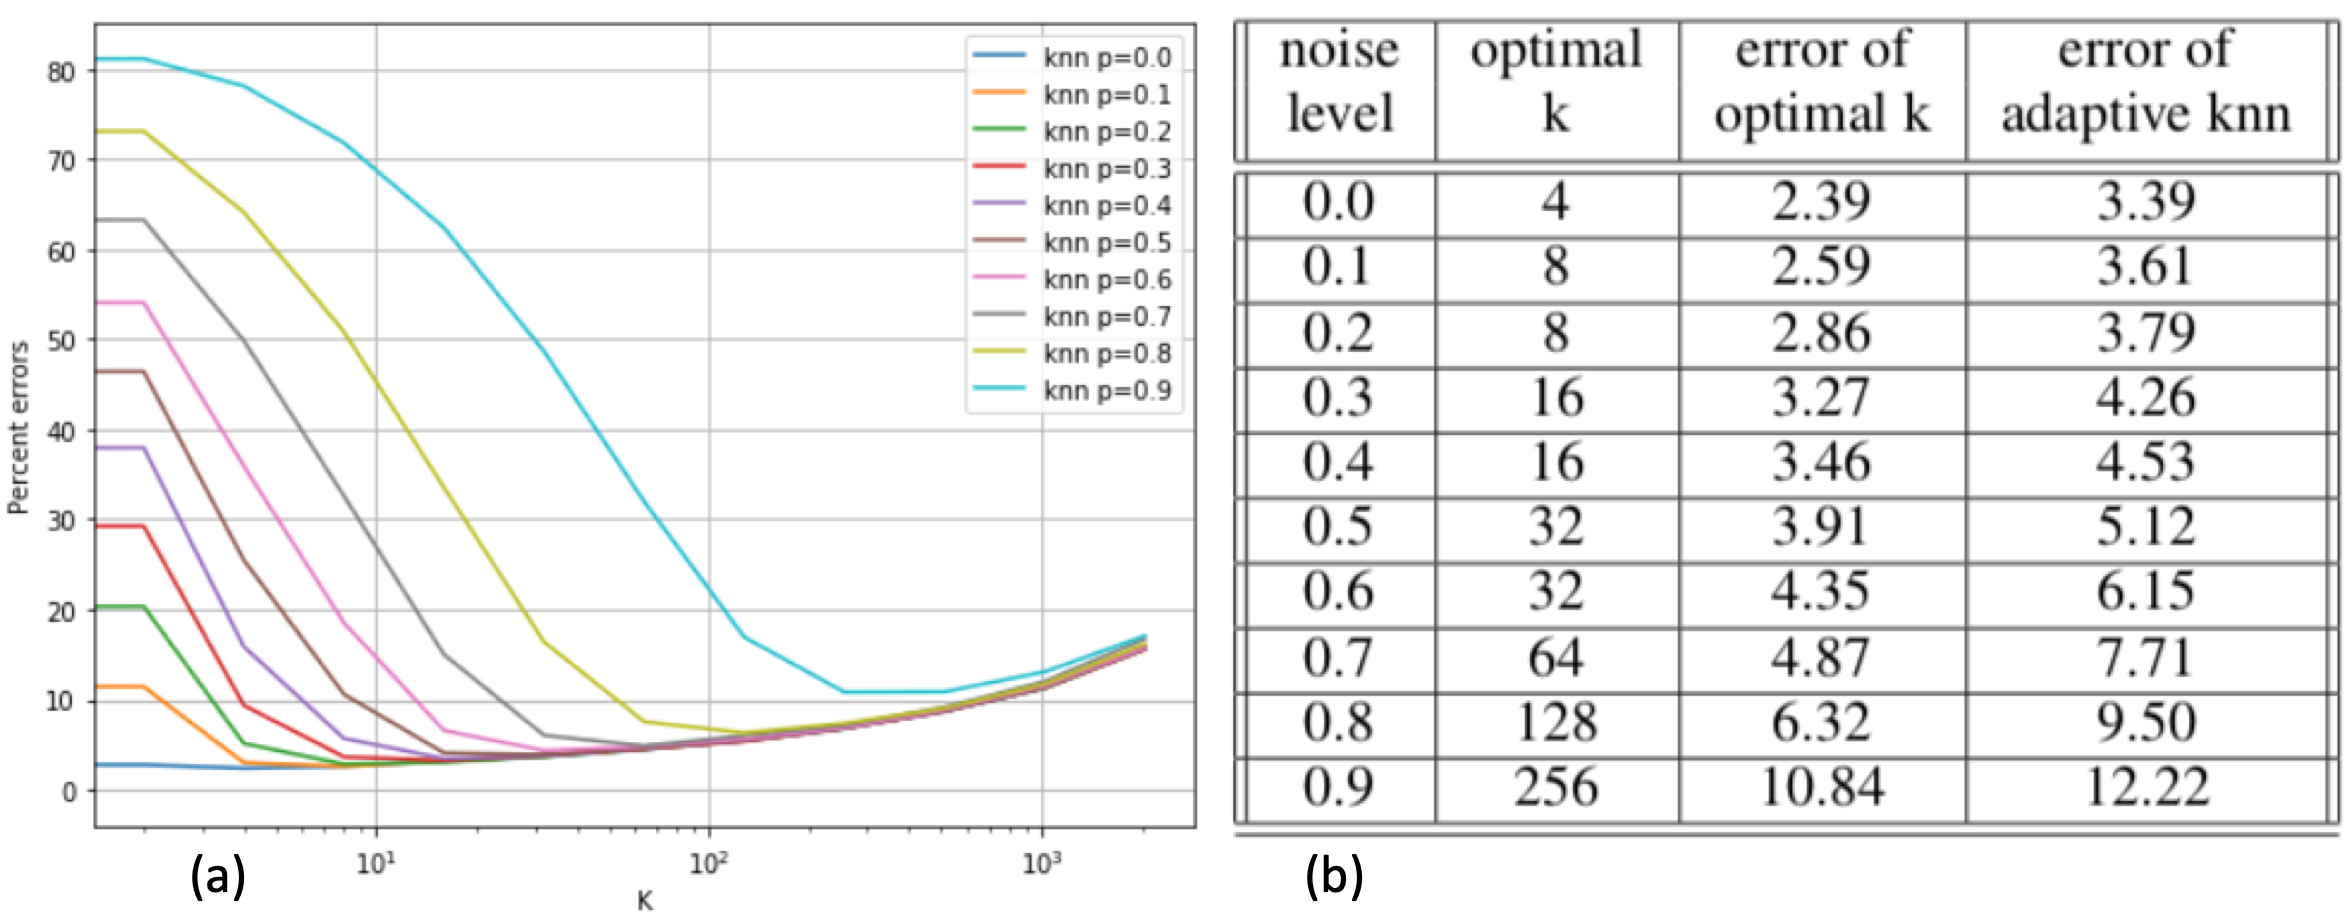 80
70
60
50
40
30
20
10
0
Percent errors
10¹
10²
10³
K
knn p=0.0
knn p=0.1
knn p=0.2
knn p=0.3
knn p=0.4
knn p=0.5
knn p=0.6
knn p=0.7
knn p=0.8
knn p=0.9
(a)
noise level optimal k error of optimal k error of adaptive knn
0.0 4 2.39 3.39
0.1 8 2.59 3.61
0.2 8 2.86 3.79
0.3 16 3.27 4.26
0.4 16 3.46 4.53
0.5 32 3.91 5.12
0.6 32 4.35 6.15
0.7 64 4.87 7.71
0.8 128 6.32 9.50
0.9 256 10.84 12.22
(b)